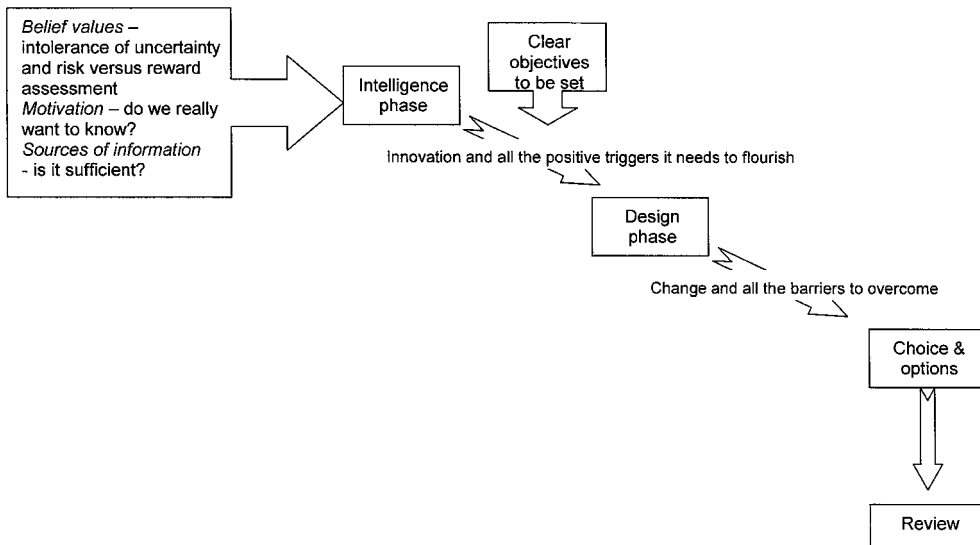 Belief values –
intolerance of uncertainty
and risk versus reward
assessment
Motivation – do we really
want to know?
Sources of information
- is it sufficient?
Intelligence
phase
Clear
objectives
to be set
Innovation and all the positive triggers it needs to flourish
Design
phase
Change and all the barriers to overcome
Choice &
options
Review